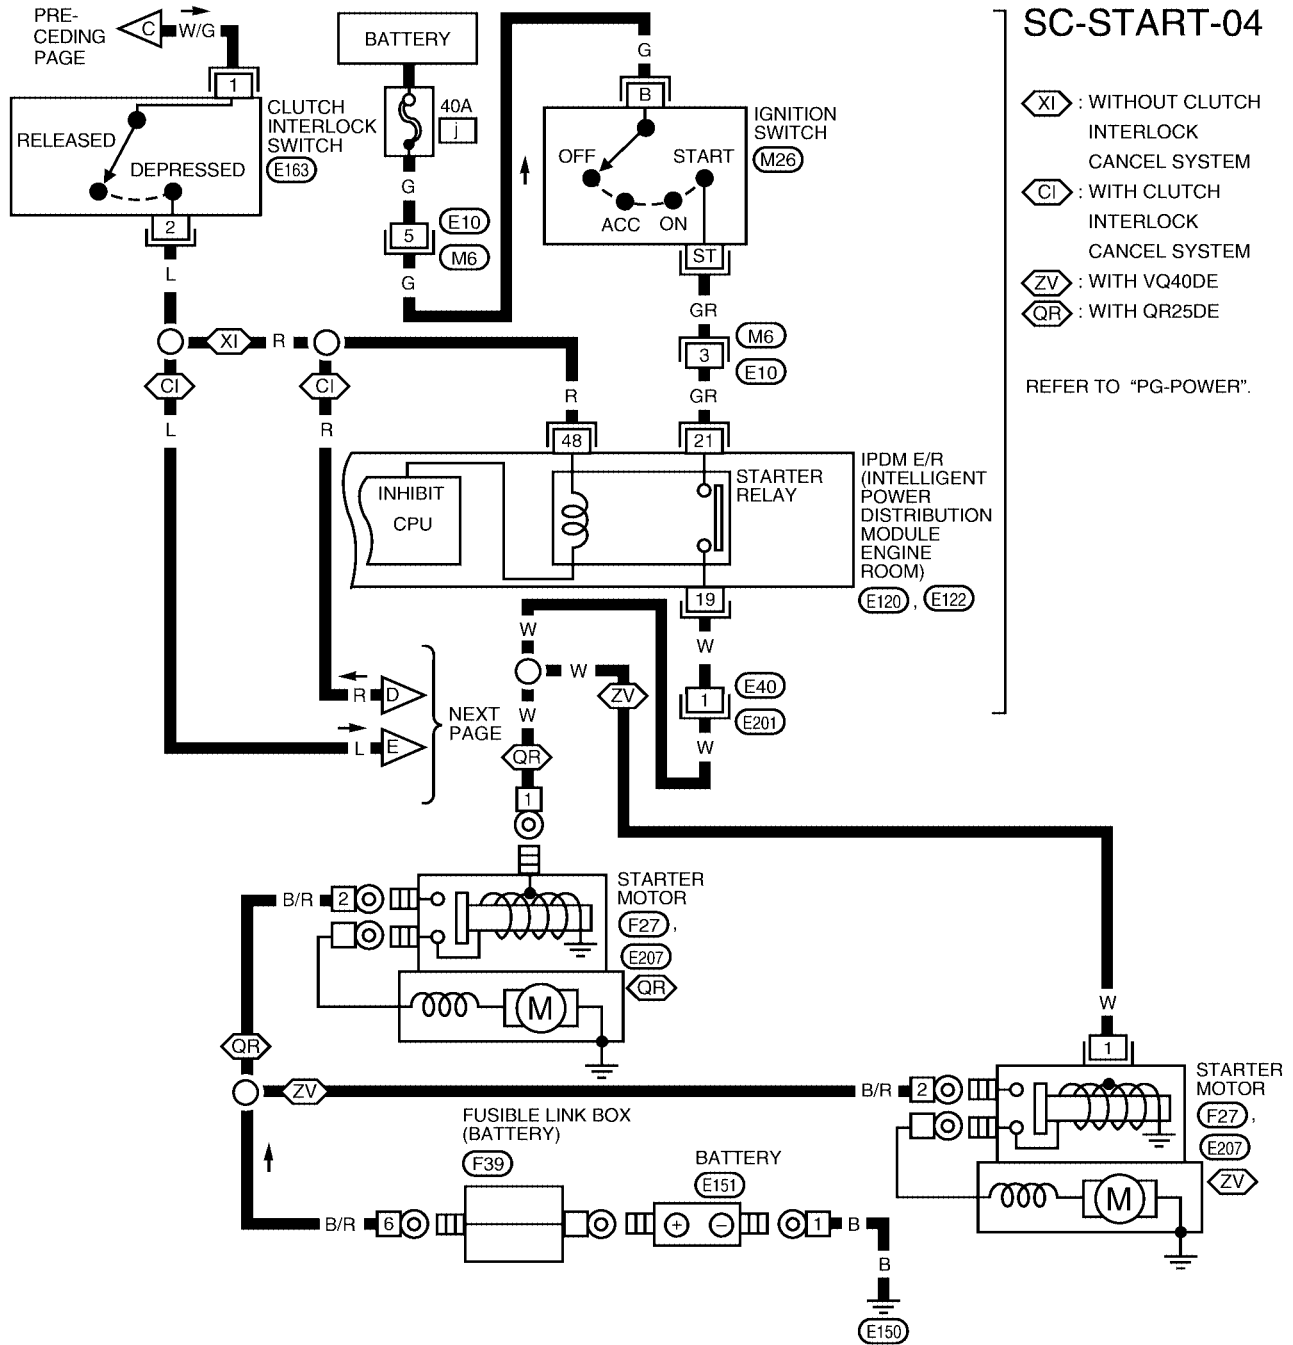 SC-START-04
PRE-
CEDING
PAGE
C
W/G
1
BATTERY
G
B
RELEASED
DEPRESSED
CLUTCH
INTERLOCK
SWITCH
E163
2
40A
j
G
5
E10
M6
G
OFF
START
ACC
ON
IGNITION
SWITCH
M26
ST
GR
3
M6
E10
GR
XI : WITHOUT CLUTCH
INTERLOCK
CANCEL SYSTEM
CI : WITH CLUTCH
INTERLOCK
CANCEL SYSTEM
ZV : WITH VQ40DE
QR : WITH QR25DE
REFER TO "PG-POWER".
L
XI
R
CI
CI
L
R
R
48
21
INHIBIT
CPU
STARTER
RELAY
IPDM E/R
(INTELLIGENT
POWER
DISTRIBUTION
MODULE
ENGINE
ROOM)
E120 , E122
19
W
W
W
ZV
W
1
E40
E201
W
R
D
L
E
NEXT
PAGE
QR
1
B/R
2
STARTER
MOTOR
F27 ,
E207
QR
M
W
1
QR
ZV
B/R
2
STARTER
MOTOR
F27 ,
E207
ZV
M
FUSIBLE LINK BOX
(BATTERY)
F39
BATTERY
E151
B/R
6
+
−
1
B
B
E150